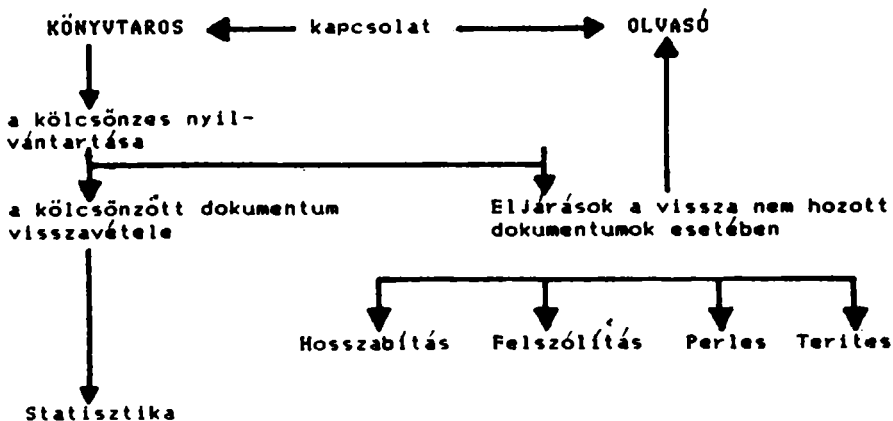 KÖNYVTAROS kapcsolat OLVASÓ
a kölcsönzes nyil-
vántartása
a kölcsönzött dokumentum
visszavétele
Eljárások a vissza nem hozott
dokumentumok esetében
Hosszabítás Felszólítás Perles Terites
Statisztika